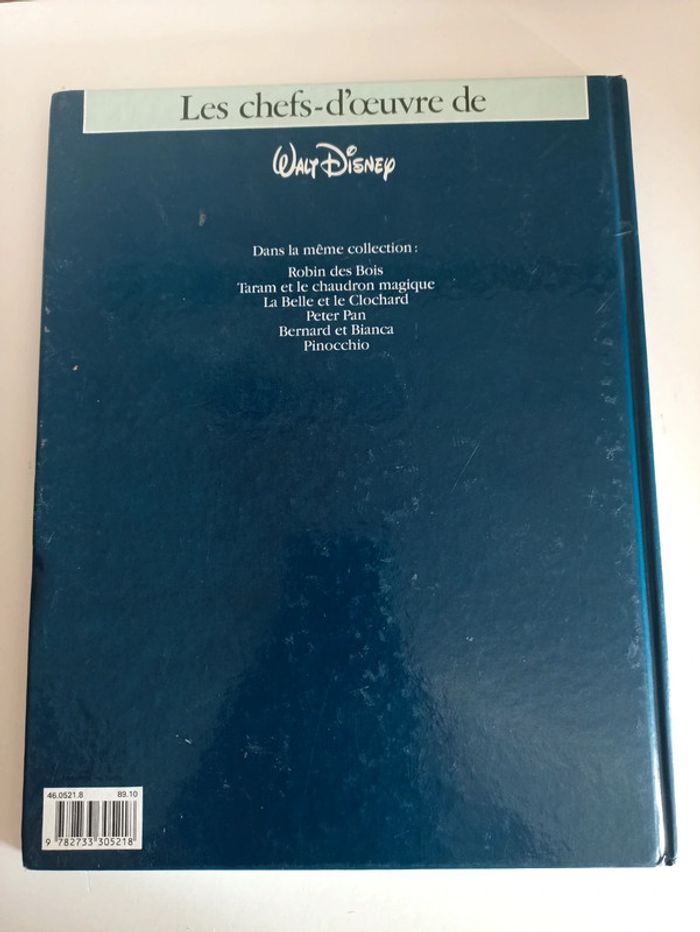 Les chefs-d'œuvre de
WALT DISNEY
Dans la même collection :
Robin des Bois
Taram et le chaudron magique
La Belle et le Clochard
Peter Pan
Bernard et Bianca
Pinocchio
46.0521.8 89.10
9 782733 305218